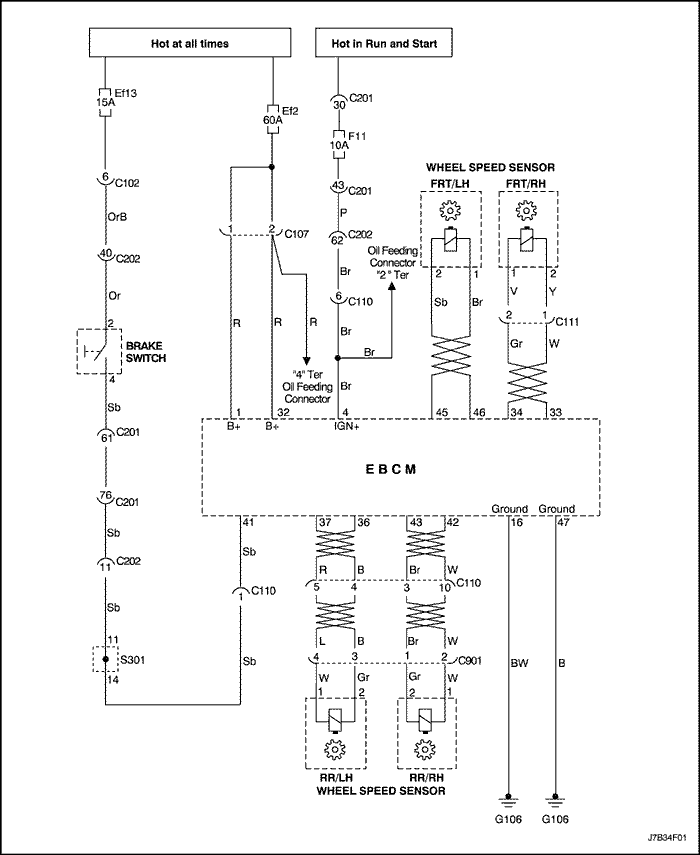 Hot at all times
Hot in Run and Start
Ef13
15A
Ef2
60A
C201
30
F11
10A
WHEEL SPEED SENSOR
FRT/LH
FRT/RH
6
C102
43
C201
OrB
P
1
2
C107
62
C202
Oil Feeding
Connector
"2" Ter
40
C202
Br
2
1
1
2
Or
6
C110
Sb
Br
V
Y
2
R
R
R
Br
2
1
C111
BRAKE
SWITCH
Br
Gr
W
4
"4" Ter
Oil Feeding
Connector
Br
Sb
1
32
4
45
46
34
33
B+
B+
IGN+
61
C201
E B C M
76
C201
Ground
Ground
41
37
36
43
42
16
47
Sb
Sb
11
C202
R
B
Br
W
1
C110
5
4
3
10
C110
Sb
L
B
Br
W
11
S301
14
Sb
4
3
1
2
C901
BW
B
W
Gr
Gr
W
1
2
2
1
RR/LH
RR/RH
WHEEL SPEED SENSOR
G106
G106
J7B34F01